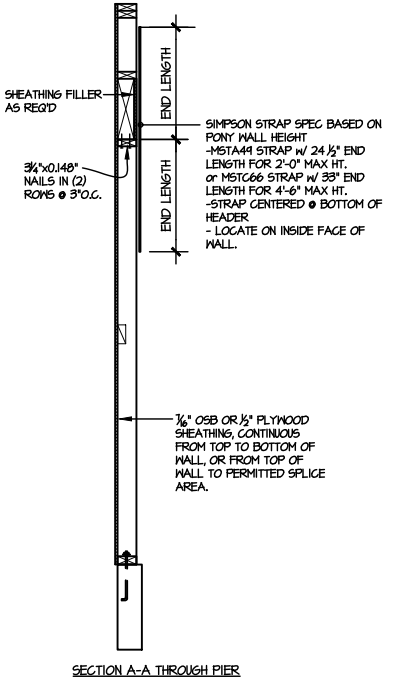 END LENGTH
SHEATHING FILLER
AS REQ'D
SIMPSON STRAP SPEC BASED ON
PONY WALL HEIGHT
-MSTA49 STRAP W/ 24 ½" END
LENGTH FOR 2'-0" MAX HT.
or MSTC66 STRAP W/ 33" END
LENGTH FOR 4'-6" MAX HT.
-STRAP CENTERED @ BOTTOM OF
HEADER
- LOCATE ON INSIDE FACE OF
WALL.
3¼"x0.148"
NAILS IN (2)
ROWS @ 3"O.C.
END LENGTH
7/16" OSB OR ½" PLYWOOD
SHEATHING, CONTINUOUS
FROM TOP TO BOTTOM OF
WALL, OR FROM TOP OF
WALL TO PERMITTED SPLICE
AREA.
SECTION A-A THROUGH PIER